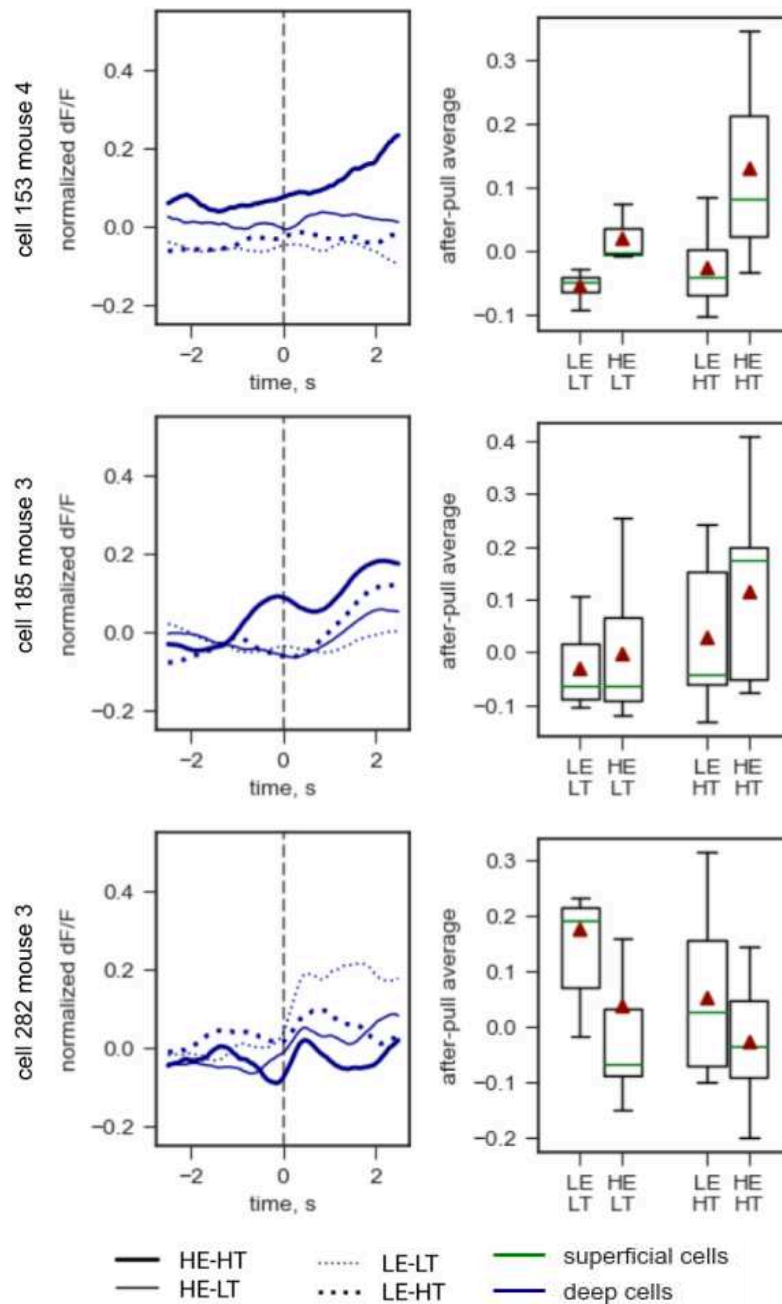 cell 153 mouse 4
normalized dF/F
0.4
0.2
0.0
−0.2
−2
0
2
time, s
after-pull average
0.3
0.2
0.1
0.0
−0.1
LE HE LE HE
LT LT HT HT
cell 185 mouse 3
normalized dF/F
0.4
0.2
0.0
−0.2
−2
0
2
time, s
after-pull average
0.4
0.3
0.2
0.1
0.0
−0.1
LE HE LE HE
LT LT HT HT
cell 282 mouse 3
normalized dF/F
0.4
0.2
0.0
−0.2
−2
0
2
time, s
after-pull average
0.3
0.2
0.1
0.0
−0.1
−0.2
LE HE LE HE
LT LT HT HT
HE-HT LE-LT superficial cells
HE-LT LE-HT deep cells